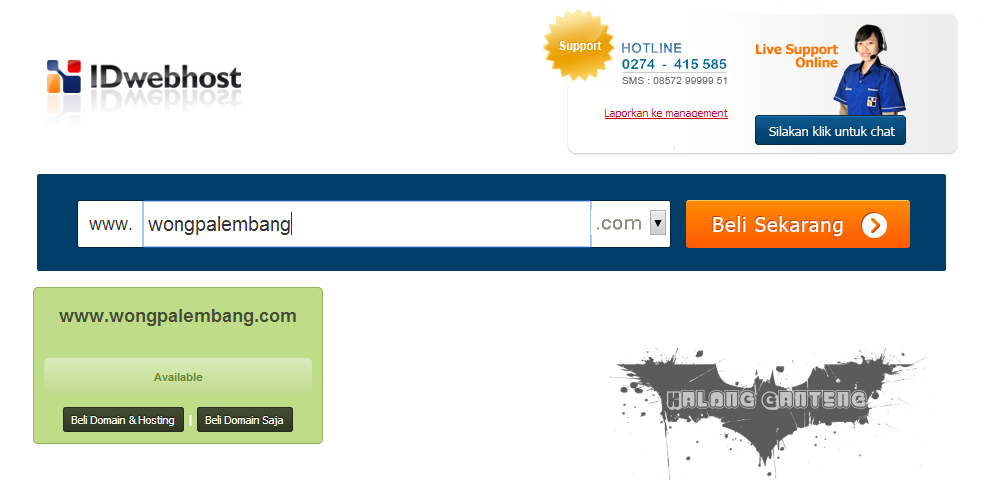 IDwebhost
Support
HOTLINE
0274 - 415 585
SMS : 08572 99999 51
Laporkan ke management
Live Support
Online
Silakan klik untuk chat
www. wongpalembang .com
Beli Sekarang
www.wongpalembang.com
Available
Beli Domain & Hosting | Beli Domain Saja
KALONG GANTENG